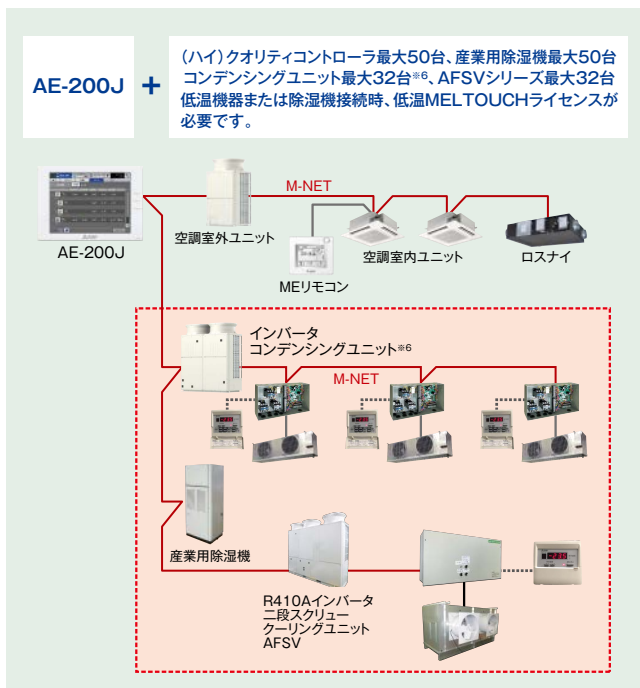 AE-200J
+
（ハイ）クオリティコントローラ最大50台、産業用除湿機最大50台
コンデンシングユニット最大32台※6、AFSVシリーズ最大32台
低温機器または除湿機接続時、低温MELTOUCHライセンスが
必要です。
M-NET
AE-200J
空調室外ユニット
MEリモコン
空調室内ユニット
ロスナイ
インバータ
コンデンシングユニット※6
M-NET
産業用除湿機
R410Aインバータ
二段スクリュー
クーリングユニット
AFSV